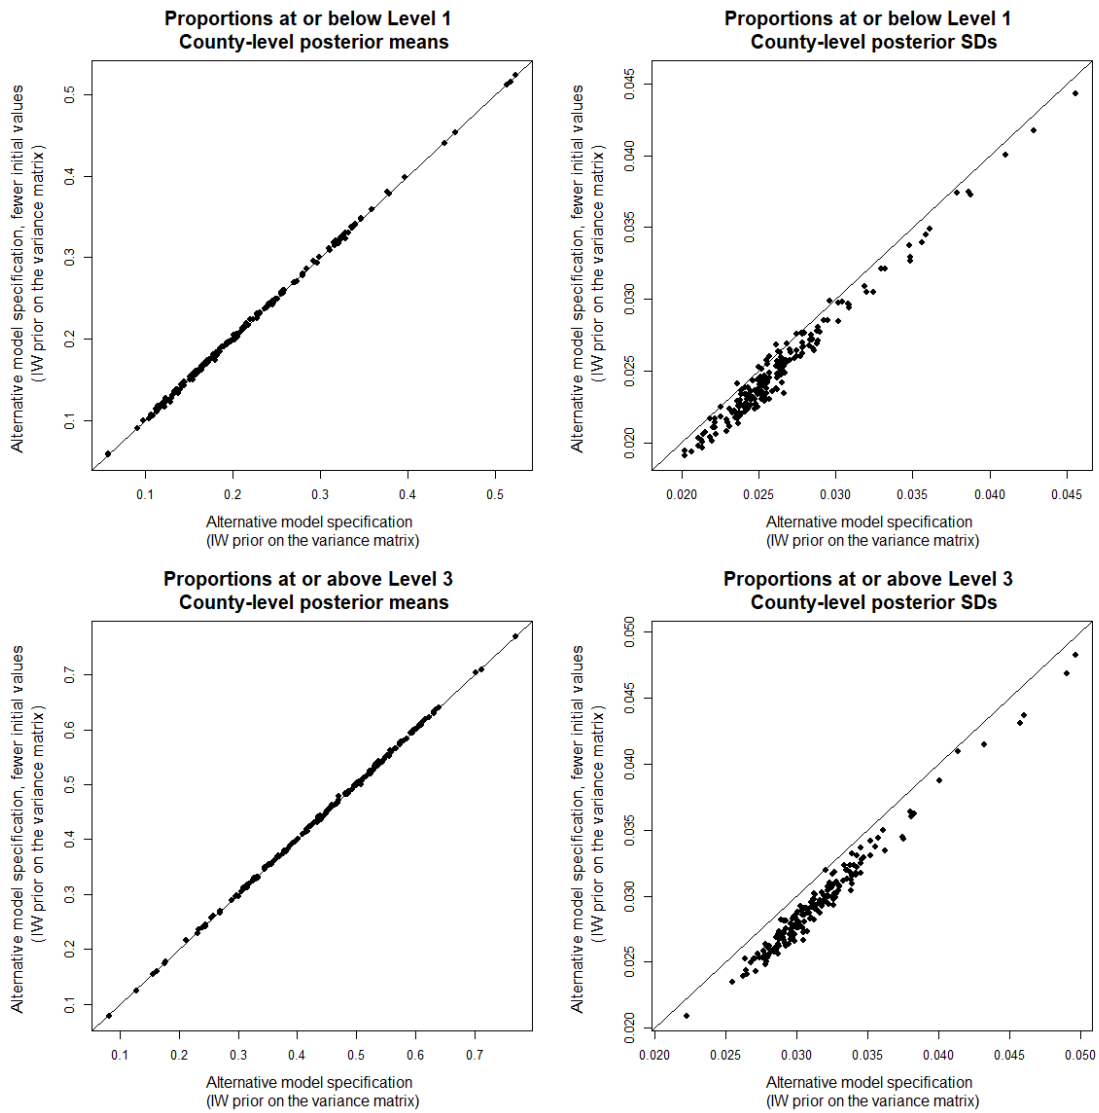 Proportions at or below Level 1
County-level posterior means
Alternative model specification, fewer initial values
(IW prior on the variance matrix)
0.5
0.4
0.3
0.2
0.1
0.1 0.2 0.3 0.4 0.5
Alternative model specification
(IW prior on the variance matrix)
Proportions at or below Level 1
County-level posterior SDs
Alternative model specification, fewer initial values
(IW prior on the variance matrix)
0.045
0.040
0.035
0.030
0.025
0.020
0.020 0.025 0.030 0.035 0.040 0.045
Alternative model specification
(IW prior on the variance matrix)
Proportions at or above Level 3
County-level posterior means
Alternative model specification, fewer initial values
(IW prior on the variance matrix)
0.7
0.6
0.5
0.4
0.3
0.2
0.1
0.1 0.2 0.3 0.4 0.5 0.6 0.7
Alternative model specification
(IW prior on the variance matrix)
Proportions at or above Level 3
County-level posterior SDs
Alternative model specification, fewer initial values
(IW prior on the variance matrix)
0.050
0.045
0.040
0.035
0.030
0.025
0.020
0.020 0.025 0.030 0.035 0.040 0.045 0.050
Alternative model specification
(IW prior on the variance matrix)